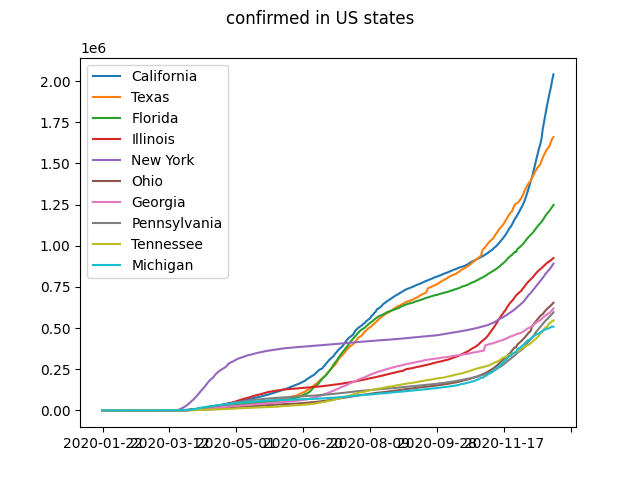 confirmed in US states
1e6
2.00
1.75
1.50
1.25
1.00
0.75
0.50
0.25
0.00
California
Texas
Florida
Illinois
New York
Ohio
Georgia
Pennsylvania
Tennessee
Michigan
2020-01-22 2020-03-12 2020-05-01 2020-06-20 2020-08-09 2020-09-28 2020-11-17